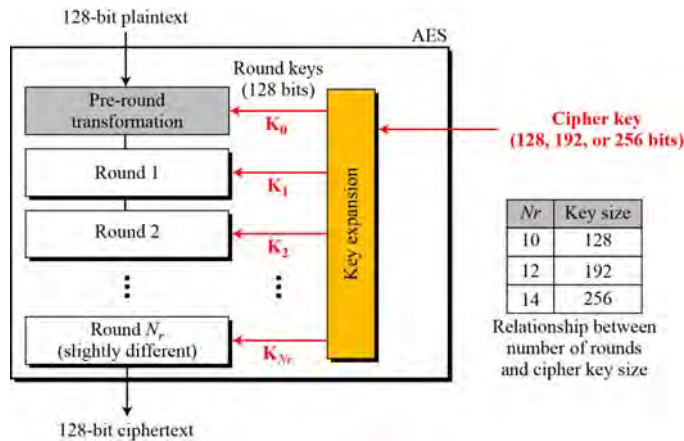 128-bit plaintext
AES
Round keys
(128 bits)
Pre-round
transformation
K0
Cipher key
(128, 192, or 256 bits)
Round 1
K1
Round 2
K2
Key expansion
Nr Key size
10 128
12 192
14 256
Round Nr
(slightly different)
KNr
Relationship between
number of rounds
and cipher key size
128-bit ciphertext